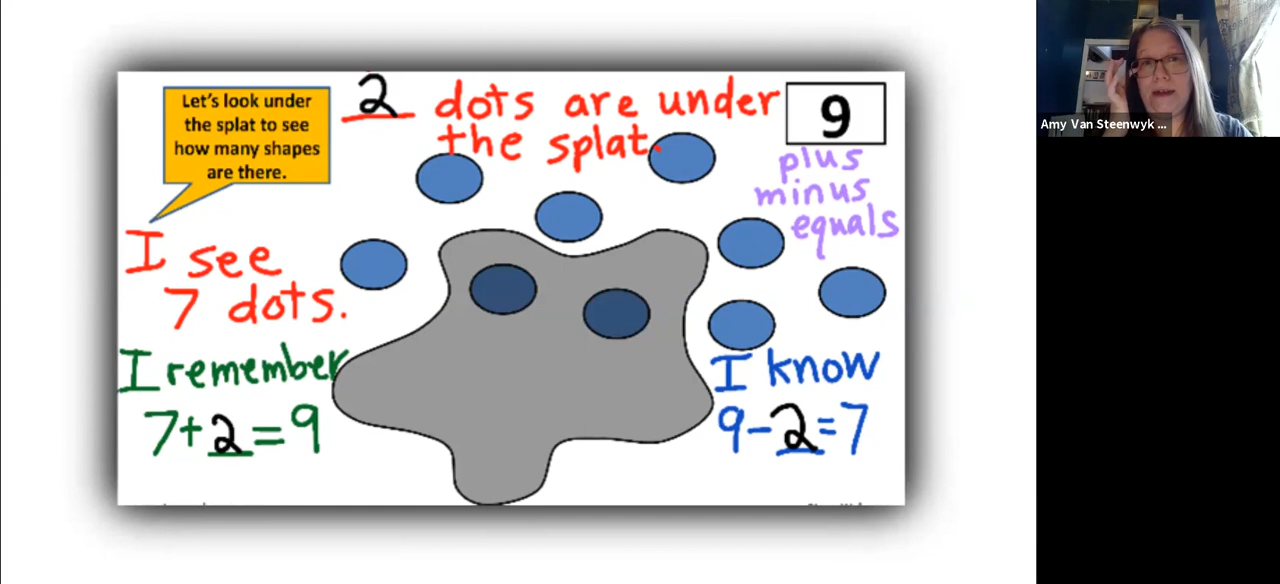 Let's look under
the splat to see
how many shapes
are there.
2 dots are under
the splat.
9
plus
minus
equals
I see
7 dots.
I remember
7+2=9
I know
9-2=7
Amy Van Steenwyk ...